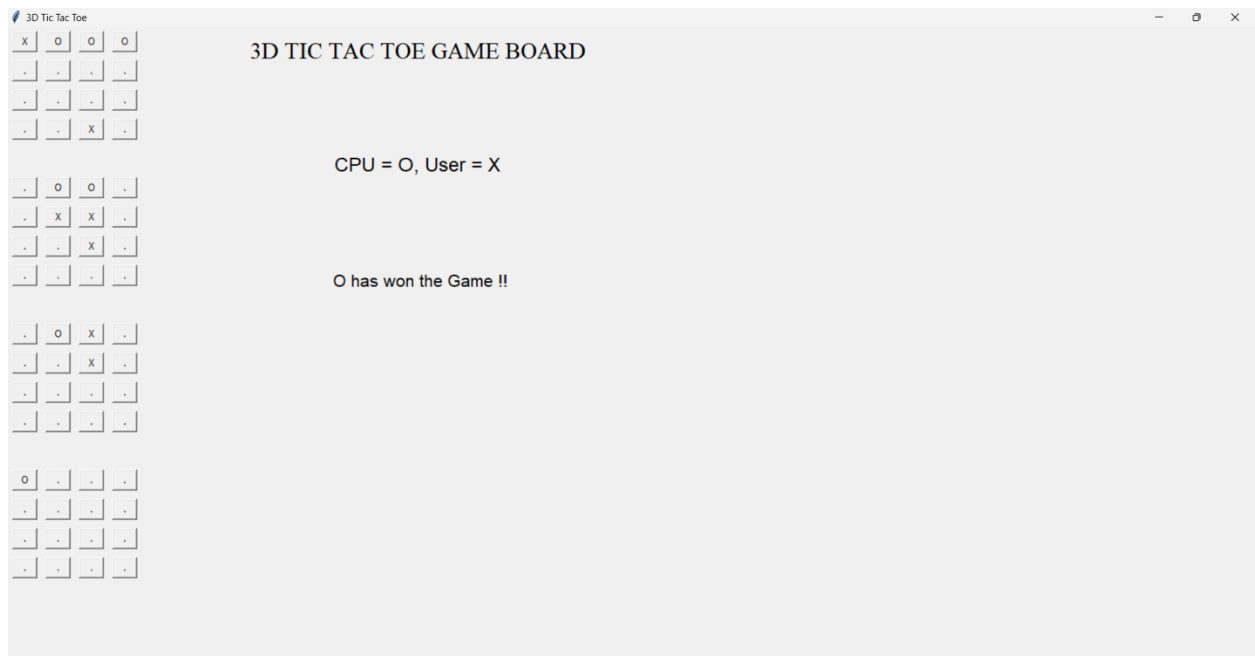 3D Tic Tac Toe
X O O O
3D TIC TAC TOE GAME BOARD
. . . .
. . . .
. . X .
CPU = O, User = X
. O O .
. X X .
. . X .
. . . .
O has won the Game !!
. O X .
. . X .
. . . .
. . . .
O . . .
. . . .
. . . .
. . . .